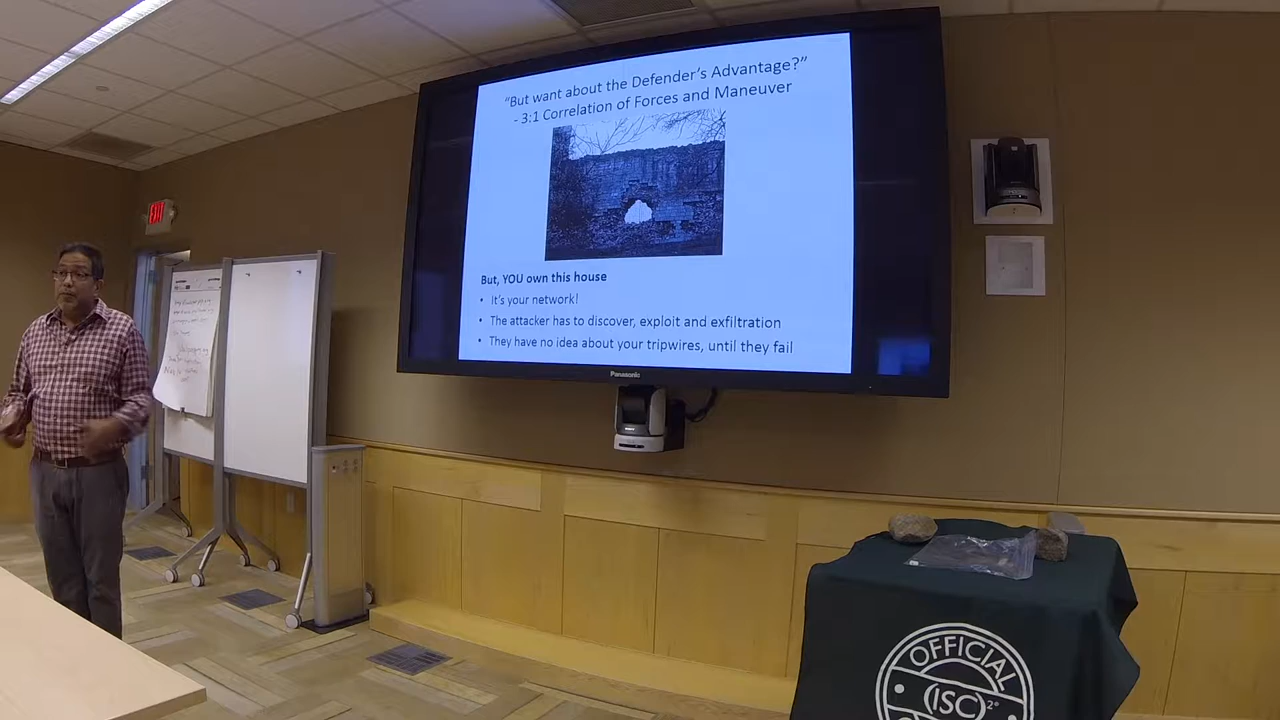 "But want about the Defender's Advantage?"
- 3:1 Correlation of Forces and Maneuver
But, YOU own this house
• It's your network!
• The attacker has to discover, exploit and exfiltration
• They have no idea about your tripwires, until they fail
Panasonic
EXIT
OFFICIAL
(ISC)²®